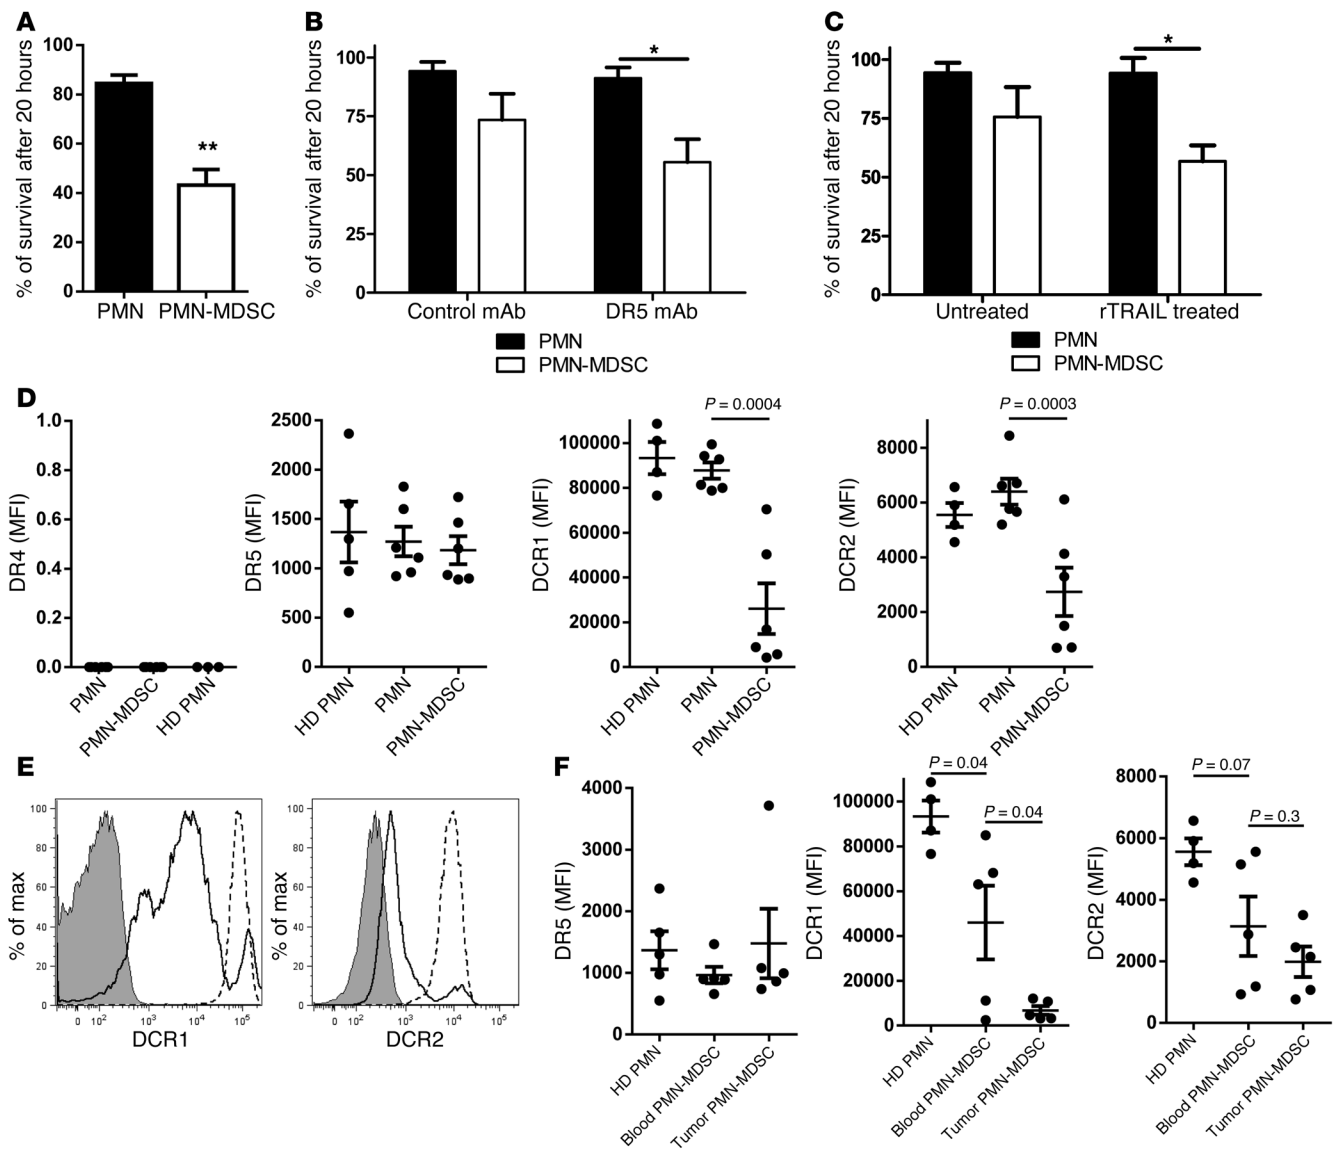 A
% of survival after 20 hours
100
80
60
40
20
0
**
PMN
PMN-MDSC
B
% of survival after 20 hours
100
75
50
25
0
*
Control mAb
DR5 mAb
PMN
PMN-MDSC
C
% of survival after 20 hours
100
75
50
25
0
*
Untreated
rTRAIL treated
PMN
PMN-MDSC
D
DR4 (MFI)
1.0
0.8
0.6
0.4
0.2
0.0
PMN
PMN-MDSC
HD PMN
DR5 (MFI)
2500
2000
1500
1000
500
0
HD PMN
PMN
PMN-MDSC
DCR1 (MFI)
P = 0.0004
100000
80000
60000
40000
20000
0
HD PMN
PMN
PMN-MDSC
DCR2 (MFI)
P = 0.0003
8000
6000
4000
2000
0
HD PMN
PMN
PMN-MDSC
E
% of max
100
80
60
40
20
0
0 10² 10³ 10⁴ 10⁵
DCR1
% of max
100
80
60
40
20
0
0 10² 10³ 10⁴ 10⁵
DCR2
F
DR5 (MFI)
4000
3000
2000
1000
0
HD PMN
Blood PMN-MDSC
Tumor PMN-MDSC
DCR1 (MFI)
P = 0.04
P = 0.04
100000
80000
60000
40000
20000
0
HD PMN
Blood PMN-MDSC
Tumor PMN-MDSC
DCR2 (MFI)
P = 0.07
P = 0.3
8000
6000
4000
2000
0
HD PMN
Blood PMN-MDSC
Tumor PMN-MDSC